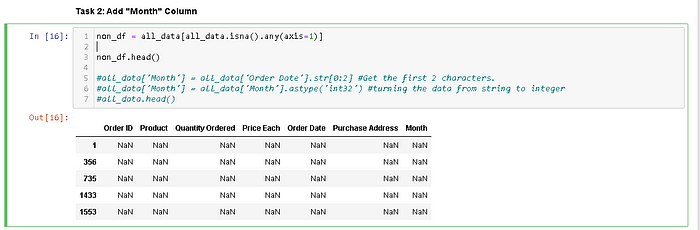 Task 2: Add "Month" Column
In [16]:
1 non_df = all_data[all_data.isna().any(axis=1)]
2
3 non_df.head()
4
5 #all_data['Month'] = all_data['Order Date'].str[0:2] #Get the first 2 characters.
6 #all_data['Month'] = all_data['Month'].astype('int32') #turning the data from string to integer
7 #all_data.head()
Out[16]:
Order ID Product Quantity Ordered Price Each Order Date Purchase Address Month
1 NaN NaN NaN NaN NaN NaN NaN
356 NaN NaN NaN NaN NaN NaN NaN
735 NaN NaN NaN NaN NaN NaN NaN
1433 NaN NaN NaN NaN NaN NaN NaN
1553 NaN NaN NaN NaN NaN NaN NaN